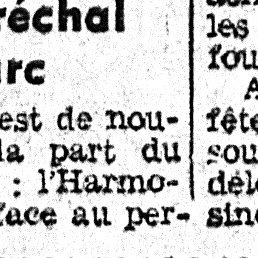 réchal
arc
est de nou-
la part du
: l'Harmo-
face au per-
les
fou
A
fête
sou
délé
sine